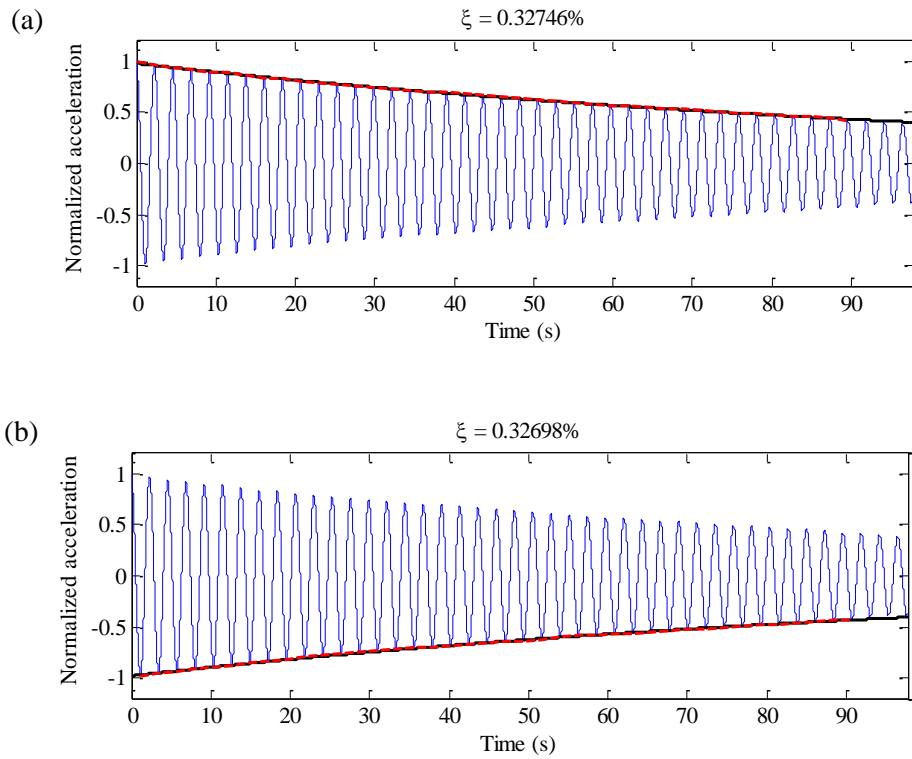 (a)
ξ = 0.32746%
Normalized acceleration
1
0.5
0
-0.5
-1
0 10 20 30 40 50 60 70 80 90
Time (s)
(b)
ξ = 0.32698%
Normalized acceleration
1
0.5
0
-0.5
-1
0 10 20 30 40 50 60 70 80 90
Time (s)